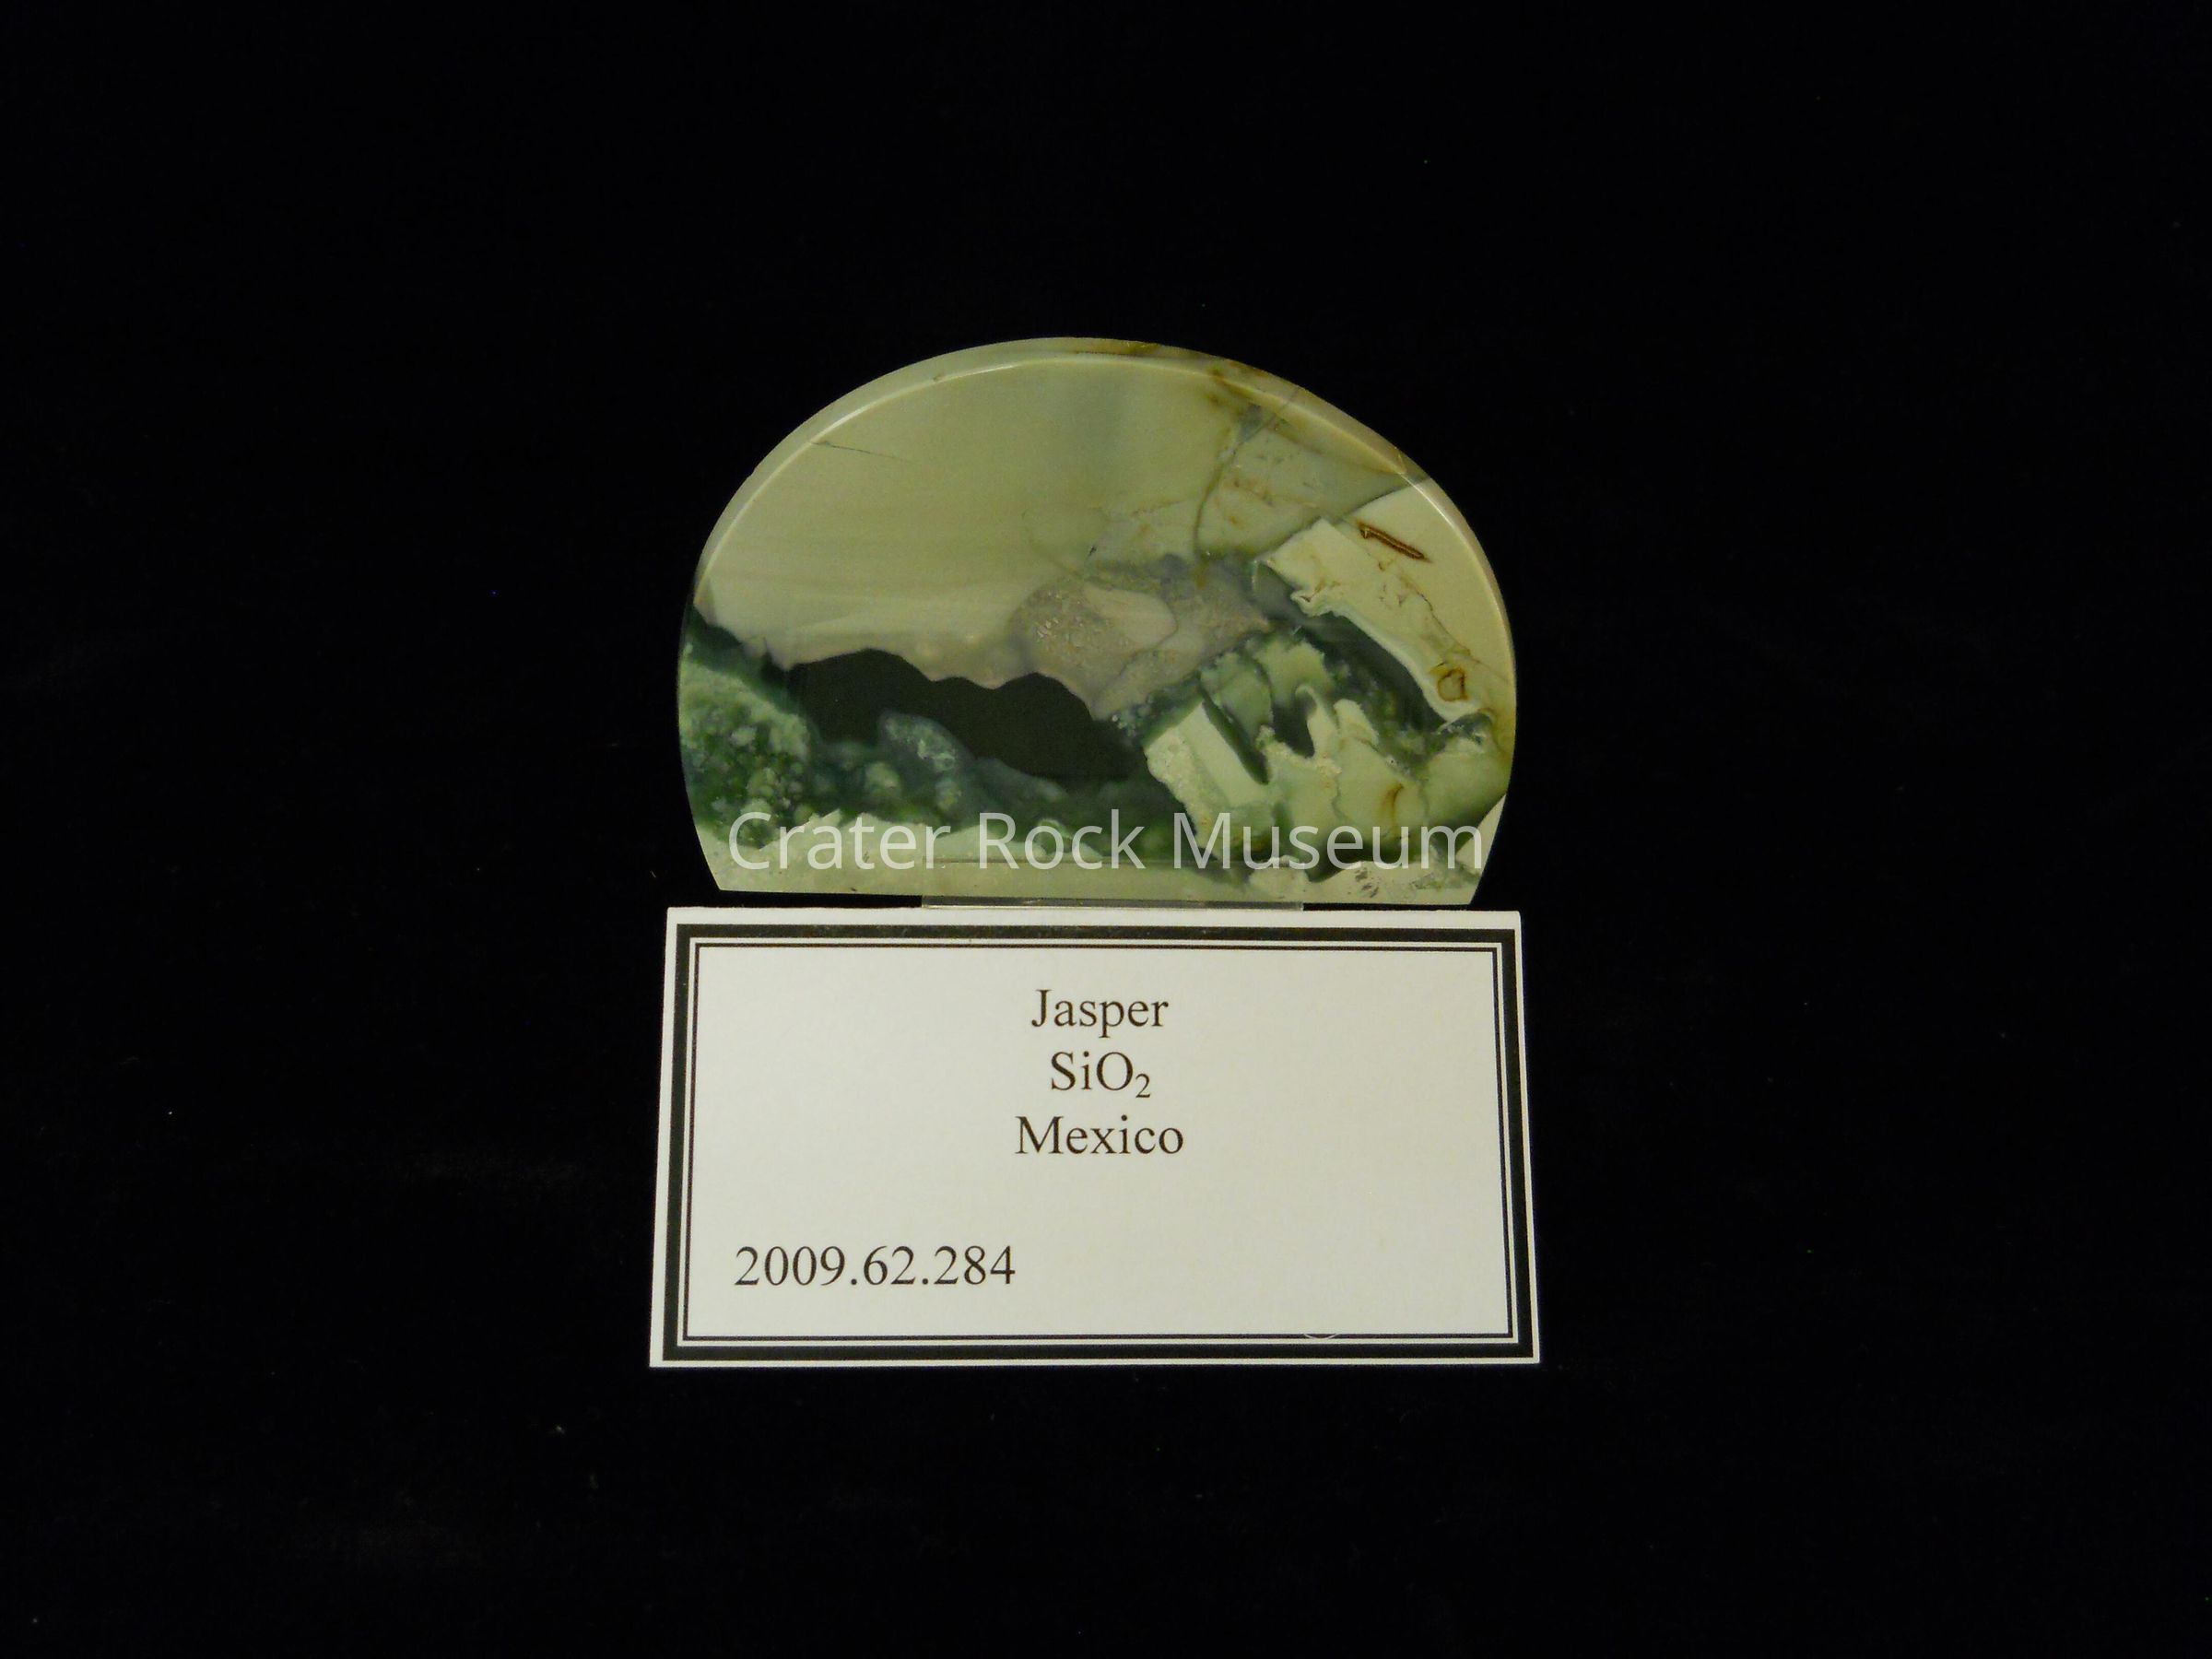 Crater Rock Museum
Jasper
SiO₂
Mexico
2009.62.284